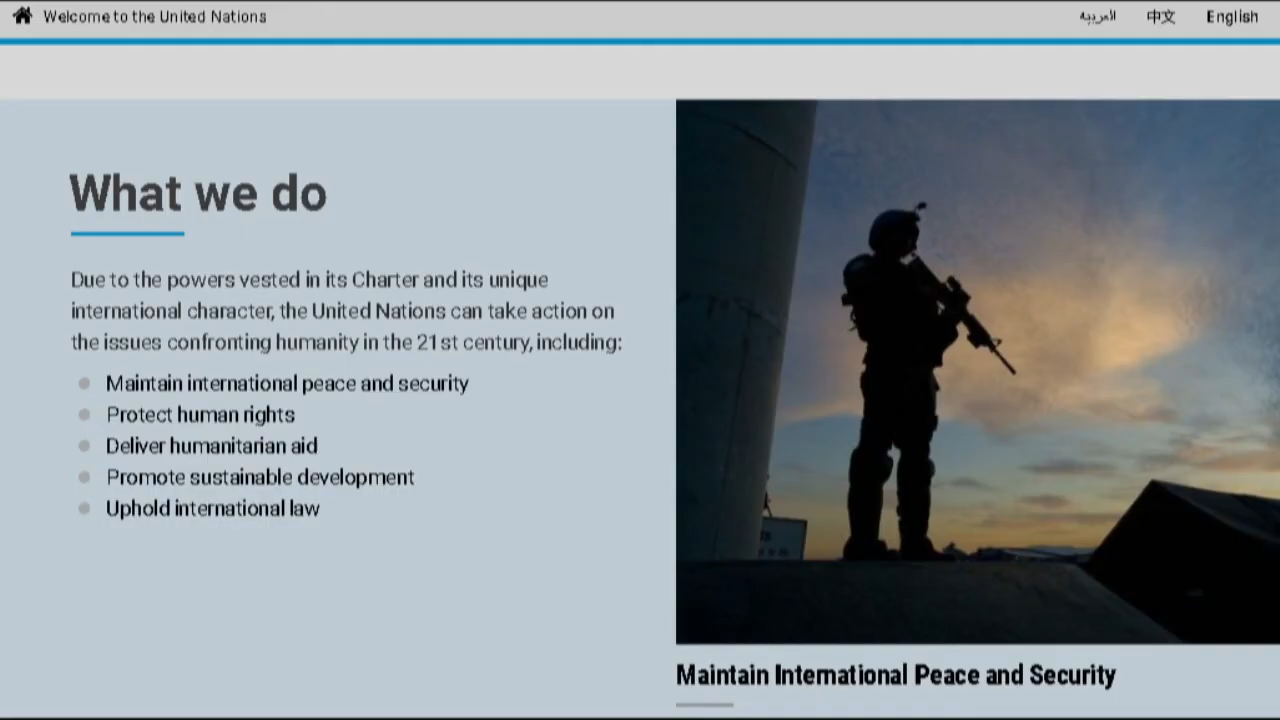 Welcome to the United Nations
العربية
中文
English
What we do
Due to the powers vested in its Charter and its unique
international character, the United Nations can take action on
the issues confronting humanity in the 21st century, including:
Maintain international peace and security
Protect human rights
Deliver humanitarian aid
Promote sustainable development
Uphold international law
Maintain International Peace and Security